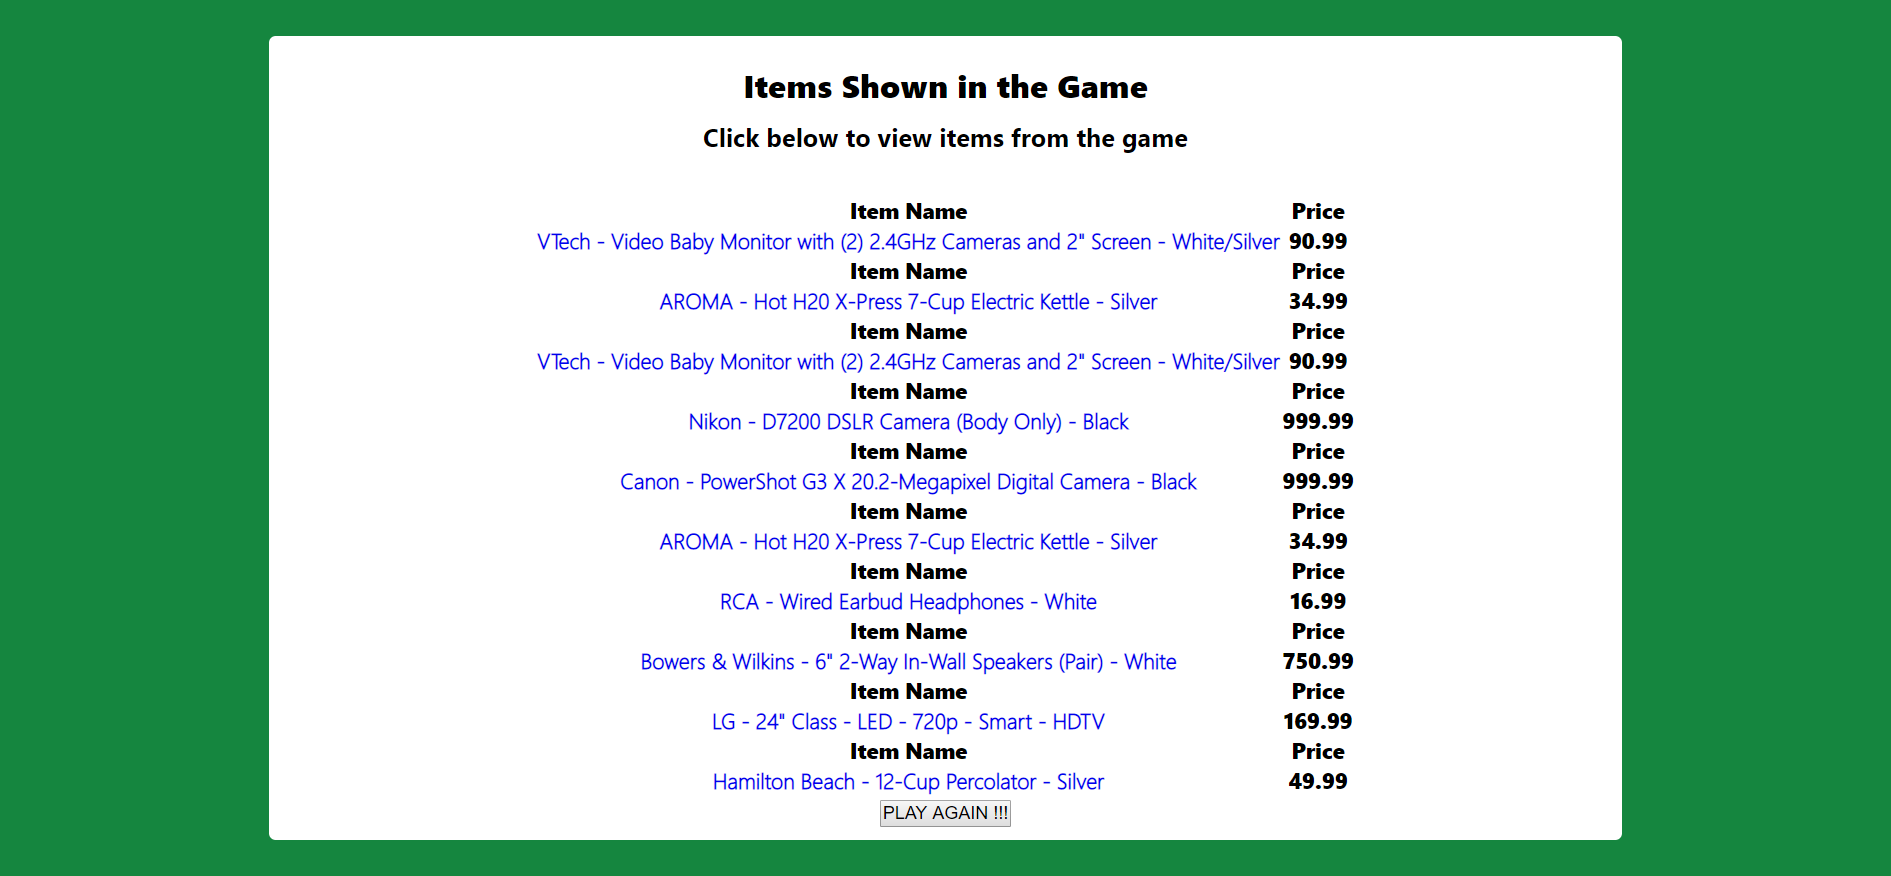 Items Shown in the Game
Click below to view items from the game
Item Name Price
VTech - Video Baby Monitor with (2) 2.4GHz Cameras and 2" Screen - White/Silver 90.99
Item Name Price
AROMA - Hot H20 X-Press 7-Cup Electric Kettle - Silver 34.99
Item Name Price
VTech - Video Baby Monitor with (2) 2.4GHz Cameras and 2" Screen - White/Silver 90.99
Item Name Price
Nikon - D7200 DSLR Camera (Body Only) - Black 999.99
Item Name Price
Canon - PowerShot G3 X 20.2-Megapixel Digital Camera - Black 999.99
Item Name Price
AROMA - Hot H20 X-Press 7-Cup Electric Kettle - Silver 34.99
Item Name Price
RCA - Wired Earbud Headphones - White 16.99
Item Name Price
Bowers & Wilkins - 6" 2-Way In-Wall Speakers (Pair) - White 750.99
Item Name Price
LG - 24" Class - LED - 720p - Smart - HDTV 169.99
Item Name Price
Hamilton Beach - 12-Cup Percolator - Silver 49.99
PLAY AGAIN !!!